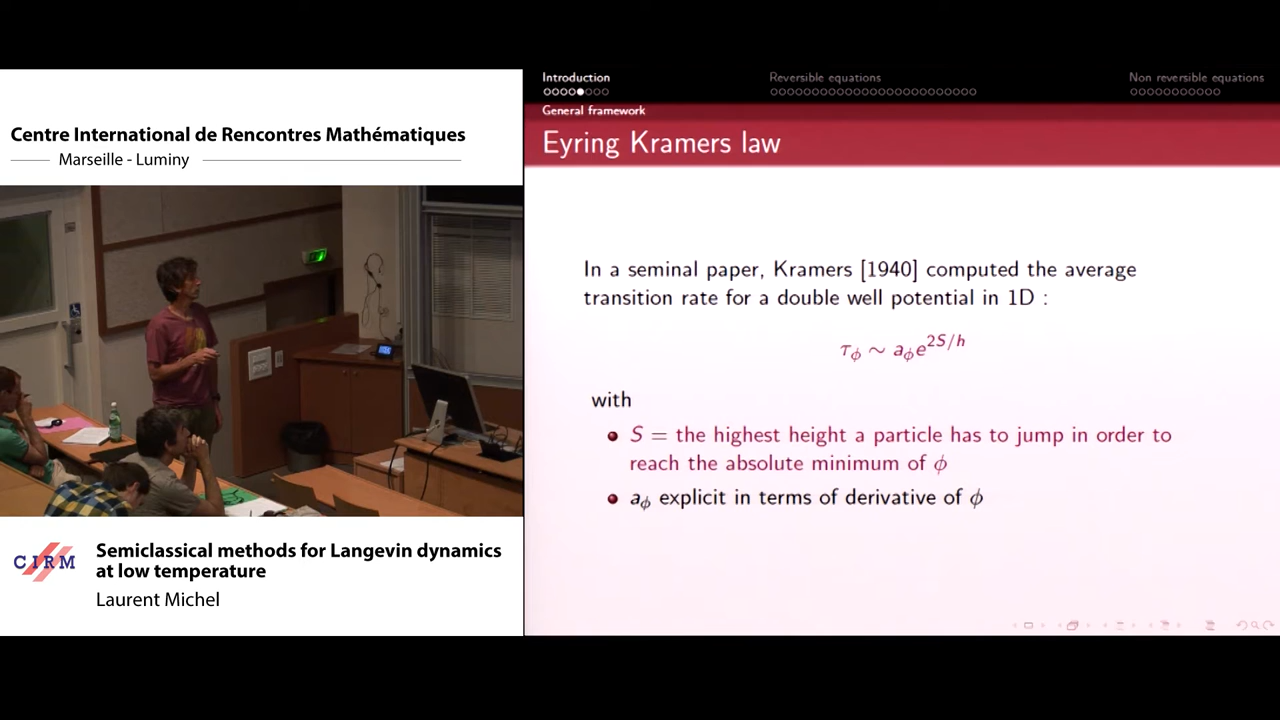 Centre International de Rencontres Mathématiques
Marseille - Luminy
CIRM
Semiclassical methods for Langevin dynamics
at low temperature
Laurent Michel
Introduction
Reversible equations
Non reversible equations
General framework
Eyring Kramers law
In a seminal paper, Kramers [1940] computed the average
transition rate for a double well potential in 1D :
τ_ϕ ∼ a_ϕ e^{2S/h}
with
S = the highest height a particle has to jump in order to
reach the absolute minimum of ϕ
a_ϕ explicit in terms of derivative of ϕ